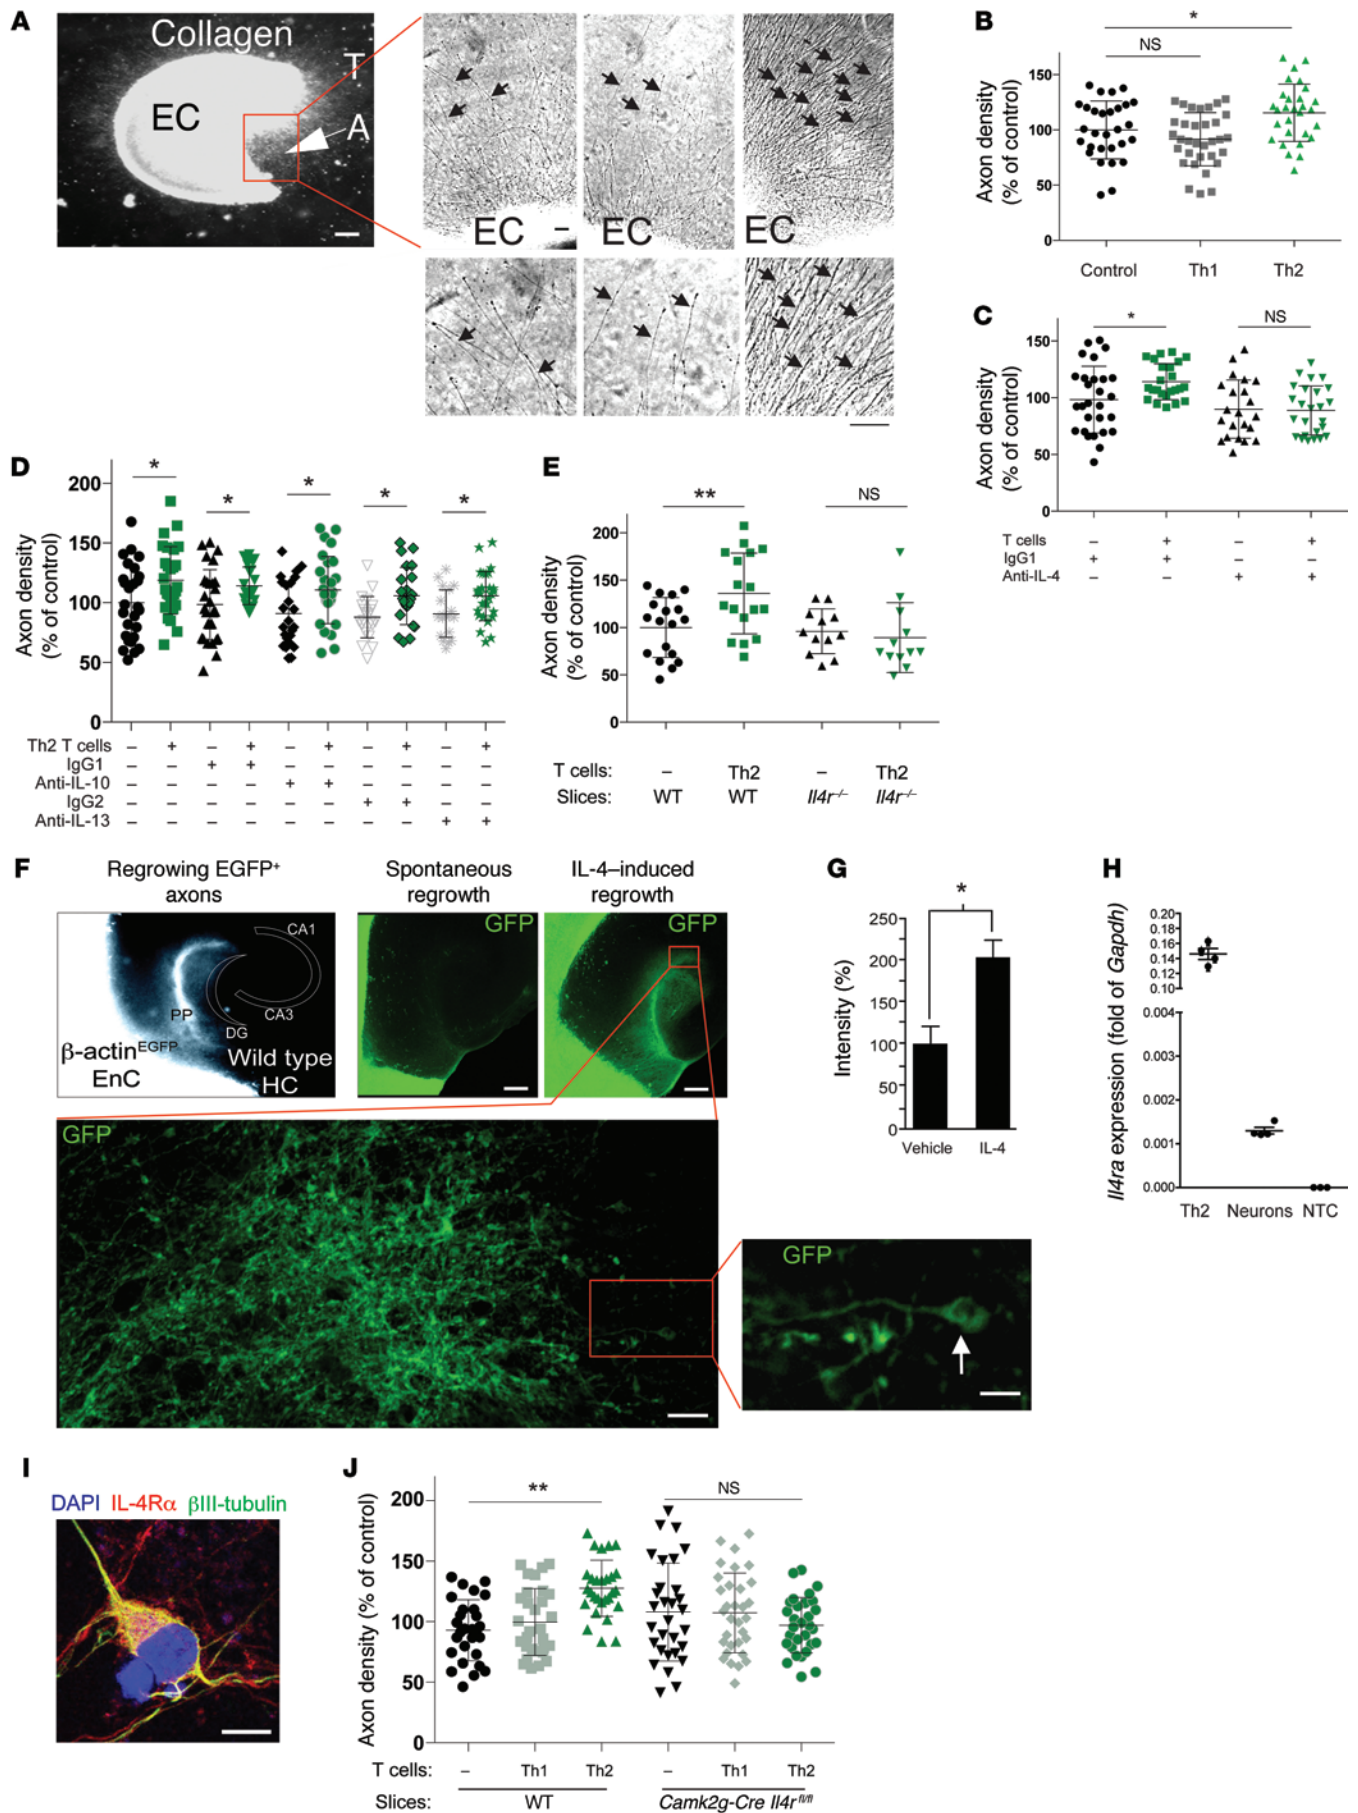 A
Collagen
T
EC
A
EC
EC
EC
B
Axon density
(% of control)
*
NS
150
100
50
0
Control Th1 Th2
C
Axon density
(% of control)
*
NS
150
100
50
0
T cells – + – +
IgG1 + + – –
Anti-IL-4 – – + +
D
Axon density
(% of control)
* * * * *
200
150
100
50
0
Th2 T cells – + – + – + – + – +
IgG1 – – + + – – – – – –
Anti-IL-10 – – – – + + – – – –
IgG2 – – – – – – + + – –
Anti-IL-13 – – – – – – – – + +
E
Axon density
(% of control)
**
NS
200
150
100
50
0
T cells: – Th2 – Th2
Slices: WT WT Il4r–/– Il4r–/–
F
Regrowing EGFP+
axons
CA1
CA3
PP
DG
β-actinEGFP
EnC
Wild type
HC
Spontaneous
regrowth
GFP
IL-4–induced
regrowth
GFP
GFP
GFP
G
Intensity (%)
*
250
200
150
100
50
0
Vehicle IL-4
H
Il4ra expression (fold of Gapdh)
0.20
0.18
0.16
0.14
0.12
0.10
0.004
0.003
0.002
0.001
0.000
Th2 Neurons NTC
I
DAPI IL-4Rα βIII-tubulin
J
Axon density (% of control)
**
NS
200
150
100
50
0
T cells: – Th1 Th2 – Th1 Th2
Slices: WT Camk2g-Cre Il4rfl/fl